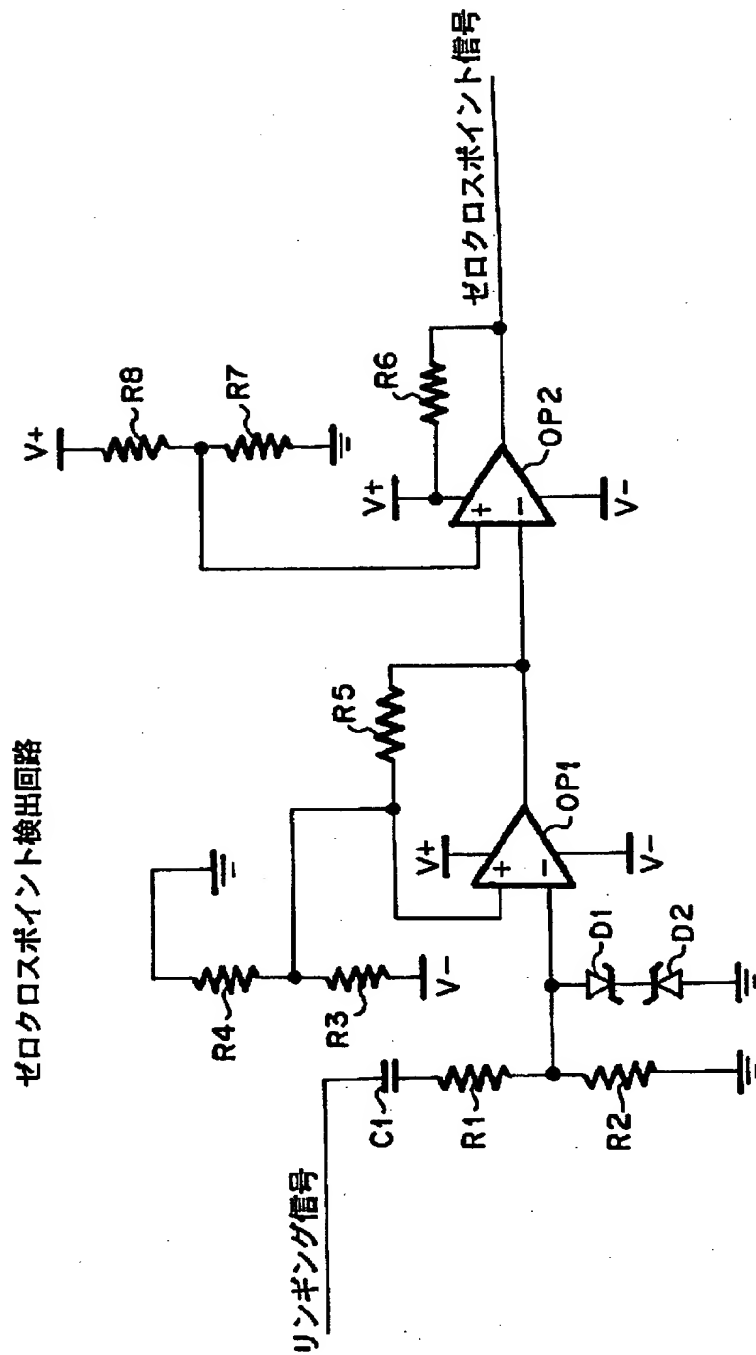 ゼロクロスポイント検出回路
リンギング信号
C1
R1
R2
R4
R3
V-
D1
D2
R5
V+
+
-
OP1
V-
V+
R8
R7
V+
R6
+
-
OP2
V-
ゼロクロスポイント信号